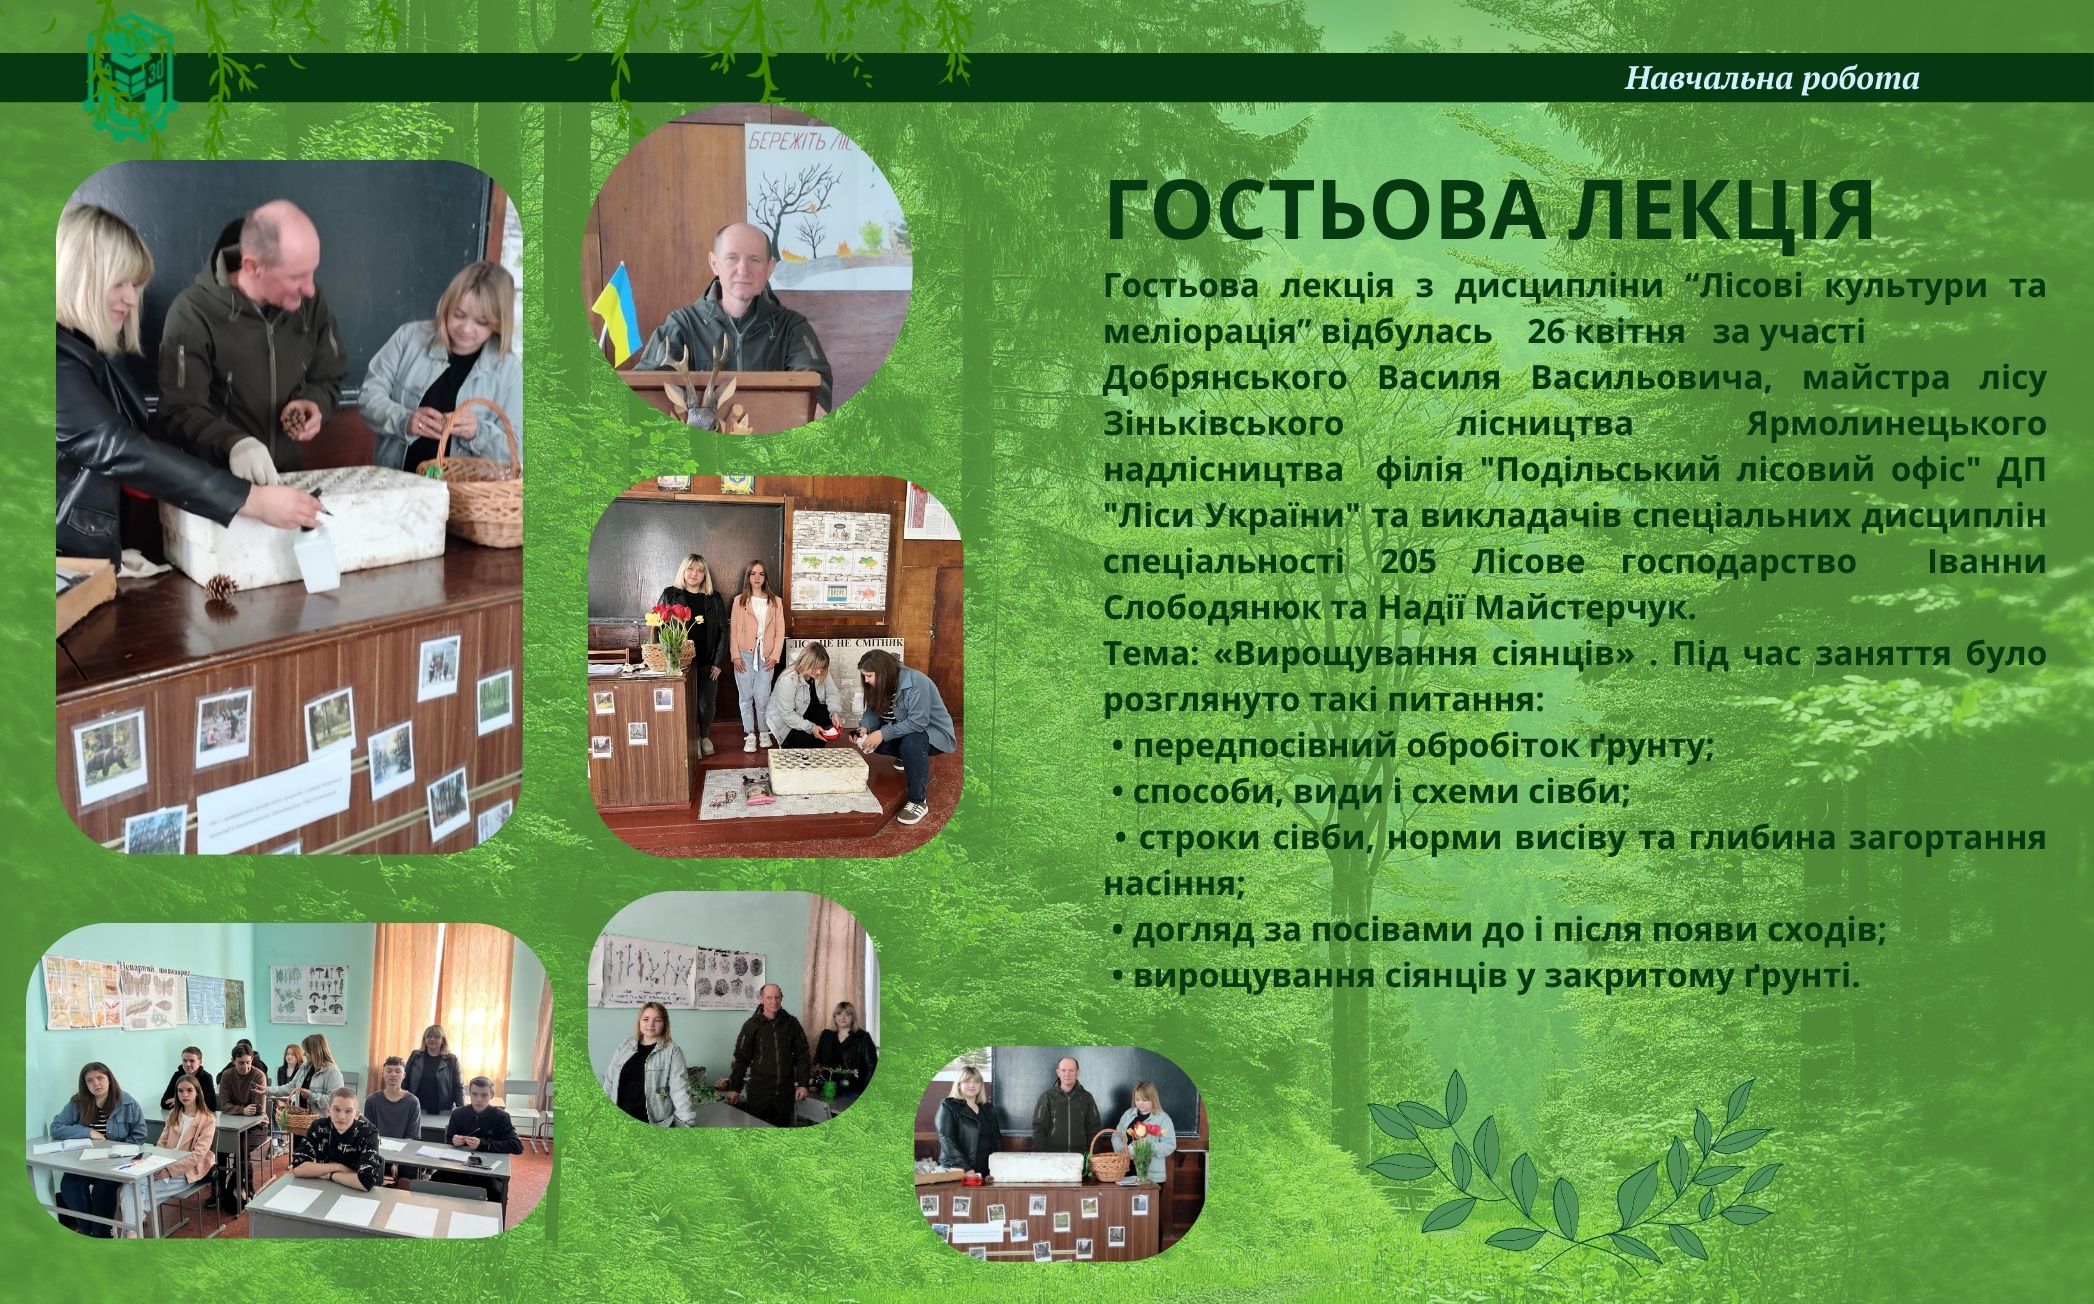 Навчальна робота
30
БЕРЕЖІТЬ ЛІС
ГОСТЬОВА ЛЕКЦІЯ
Гостьова лекція з дисципліни “Лісові культури та
меліорація” відбулась 26 квітня за участі
Добрянського Василя Васильовича, майстра лісу
Зіньківського лісництва Ярмолинецького
надлісництва філія "Подільський лісовий офіс" ДП
"Ліси України" та викладачів спеціальних дисциплін
спеціальності 205 Лісове господарство Іванни
Слободянюк та Надії Майстерчук.
Тема: «Вирощування сіянців» . Під час заняття було
розглянуто такі питання:
• передпосівний обробіток ґрунту;
• способи, види і схеми сівби;
• строки сівби, норми висіву та глибина загортання
насіння;
• догляд за посівами до і після появи сходів;
• вирощування сіянців у закритому ґрунті.
ЛІС ЦЕ НЕ СМІТНИК
Непарний шовкопряд